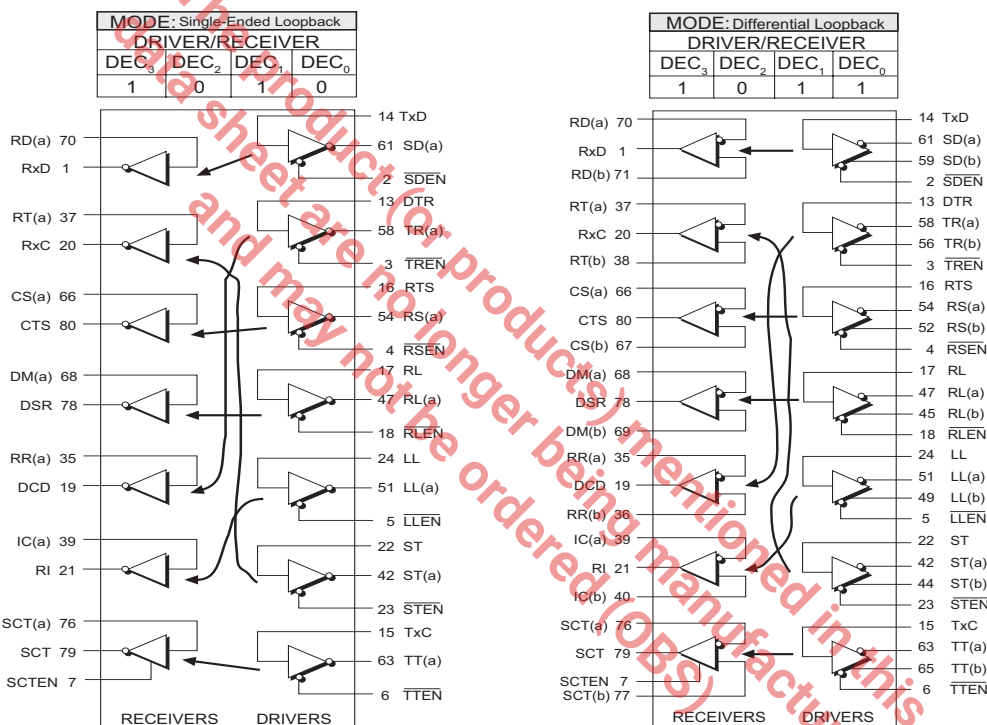 MODE: Single-Ended Loopback
DRIVER/RECEIVER
DEC3 DEC2 DEC1 DEC0
1 0 1 0
RD(a) 70
RxD 1
RT(a) 37
RxC 20
CS(a) 66
CTS 80
DM(a) 68
DSR 78
RR(a) 35
DCD 19
IC(a) 39
RI 21
SCT(a) 76
SCT 79
SCTEN 7
14 TxD
61 SD(a)
2 SDEN
13 DTR
58 TR(a)
3 TREN
16 RTS
54 RS(a)
4 RSEN
17 RL
47 RL(a)
18 RLEN
24 LL
51 LL(a)
5 LLEN
22 ST
42 ST(a)
23 STEN
15 TxC
63 TT(a)
6 TTEN
RECEIVERS DRIVERS
MODE: Differential Loopback
DRIVER/RECEIVER
DEC3 DEC2 DEC1 DEC0
1 0 1 1
RD(a) 70
RxD 1
RD(b) 71
RT(a) 37
RxC 20
RT(b) 38
CS(a) 66
CTS 80
CS(b) 67
DM(a) 68
DSR 78
DM(b) 69
RR(a) 35
DCD 19
RR(b) 36
IC(a) 39
RI 21
IC(b) 40
SCT(a) 76
SCT 79
SCTEN 7
SCT(b) 77
14 TxD
61 SD(a)
59 SD(b)
2 SDEN
13 DTR
58 TR(a)
56 TR(b)
3 TREN
16 RTS
54 RS(a)
52 RS(b)
4 RSEN
17 RL
47 RL(a)
45 RL(b)
18 RLEN
24 LL
51 LL(a)
49 LL(b)
5 LLEN
22 ST
42 ST(a)
44 ST(b)
23 STEN
15 TxC
63 TT(a)
65 TT(b)
6 TTEN
RECEIVERS DRIVERS
The product (or products) mentioned in this
data sheet are no longer being
and may not be ordered (OBS)